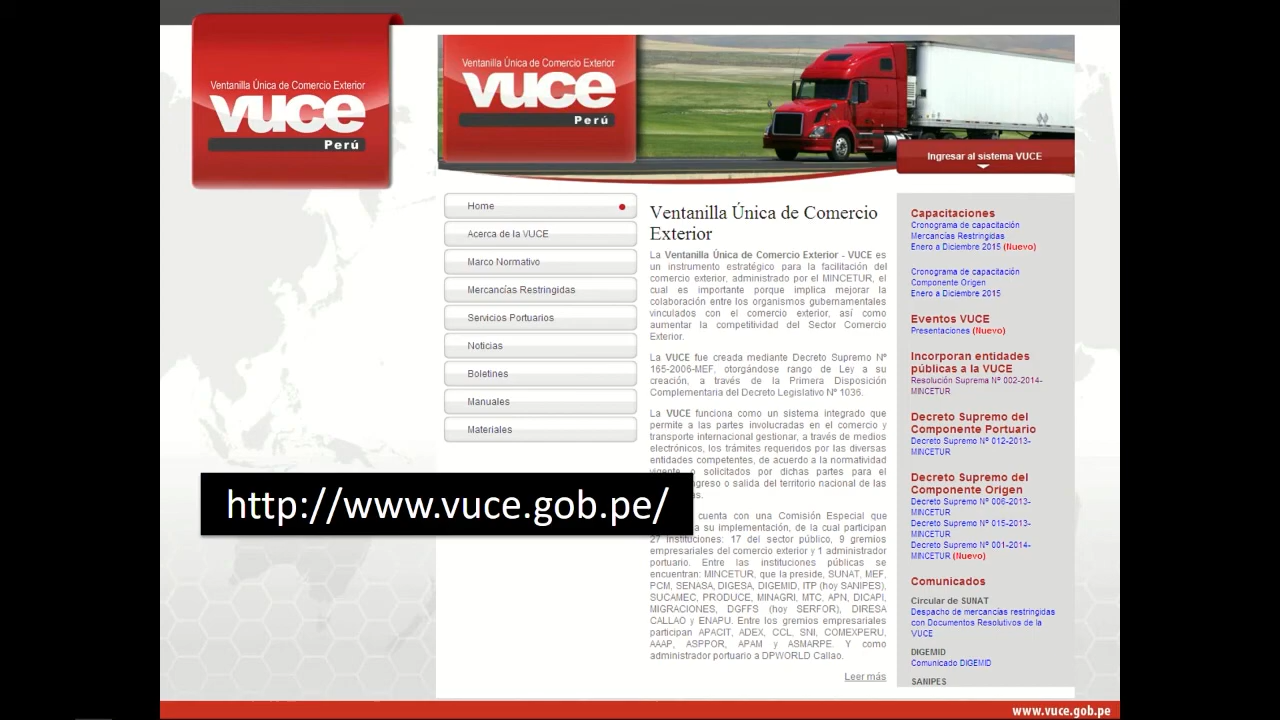 Ventanilla Única de Comercio Exterior
vuce
Perú
Ventanilla Única de Comercio Exterior
vuce
Perú
Ingresar al sistema VUCE
Home
Acerca de la VUCE
Marco Normativo
Mercancías Restringidas
Servicios Portuarios
Noticias
Boletines
Manuales
Materiales
http://www.vuce.gob.pe/
Ventanilla Única de Comercio
Exterior
La Ventanilla Única de Comercio Exterior - VUCE es
un instrumento estratégico para la facilitación del
comercio exterior, administrado por el MINCETUR, el
cual es importante porque implica mejorar la
colaboración entre los organismos gubernamentales
vinculados con el comercio exterior, así como
aumentar la competitividad del Sector Comercio
Exterior.
La VUCE fue creada mediante Decreto Supremo Nº
165-2006-MEF, otorgándose rango de Ley a su
creación, a través de la Primera Disposición
Complementaria del Decreto Legislativo N° 1036.
La VUCE funciona como un sistema integrado que
permite a las partes involucradas en el comercio y
transporte internacional gestionar, a través de medios
electrónicos, los trámites requeridos por las diversas
entidades competentes, de acuerdo a la normatividad
vigente, o solicitados por dichas partes para el
ngreso o salida del territorio nacional de las
as.
cuenta con una Comisión Especial que
a su implementación, de la cual participan
27 instituciones: 17 del sector público, 9 gremios
empresariales del comercio exterior y 1 administrador
portuario. Entre las instituciones públicas se
encuentran: MINCETUR, que la preside, SUNAT, MEF,
PCM, SENASA, DIGESA, DIGEMID, ITP (hoy SANIPES),
SUCAMEC, PRODUCE, MINAGRI, MTC. APN, DICAPI,
MIGRACIONES, DGFFS (hoy SERFOR), DIRESA
CALLAO y ENAPU. Entre los gremios empresariales
participan APACIT, ADEX, CCL, SNI, COMEXPERU,
AAAP, ASPPOR, APAM y ASMARPE. Y como
administrador portuario a DPWORLD Callao.
Leer más
Capacitaciones
Cronograma de capacitación
Mercancías Restringidas
Enero a Diciembre 2015 (Nuevo)
Cronograma de capacitación
Componente Origen
Enero a Diciembre 2015
Eventos VUCE
Presentaciones (Nuevo)
Incorporan entidades
públicas a la VUCE
Resolución Suprema Nº 002-2014-
MINCETUR
Decreto Supremo del
Componente Portuario
Decreto Supremo Nº 012-2013-
MINCETUR
Decreto Supremo del
Componente Origen
Decreto Supremo Nº 006-2013-
MINCETUR
Decreto Supremo Nº 015-2013-
MINCETUR
Decreto Supremo Nº 001-2014-
MINCETUR (Nuevo)
Comunicados
Circular de SUNAT
Despacho de mercancías restringidas
con Documentos Resolutivos de la
VUCE
DIGEMID
Comunicado DIGEMID
SANIPES
www.vuce.gob.pe